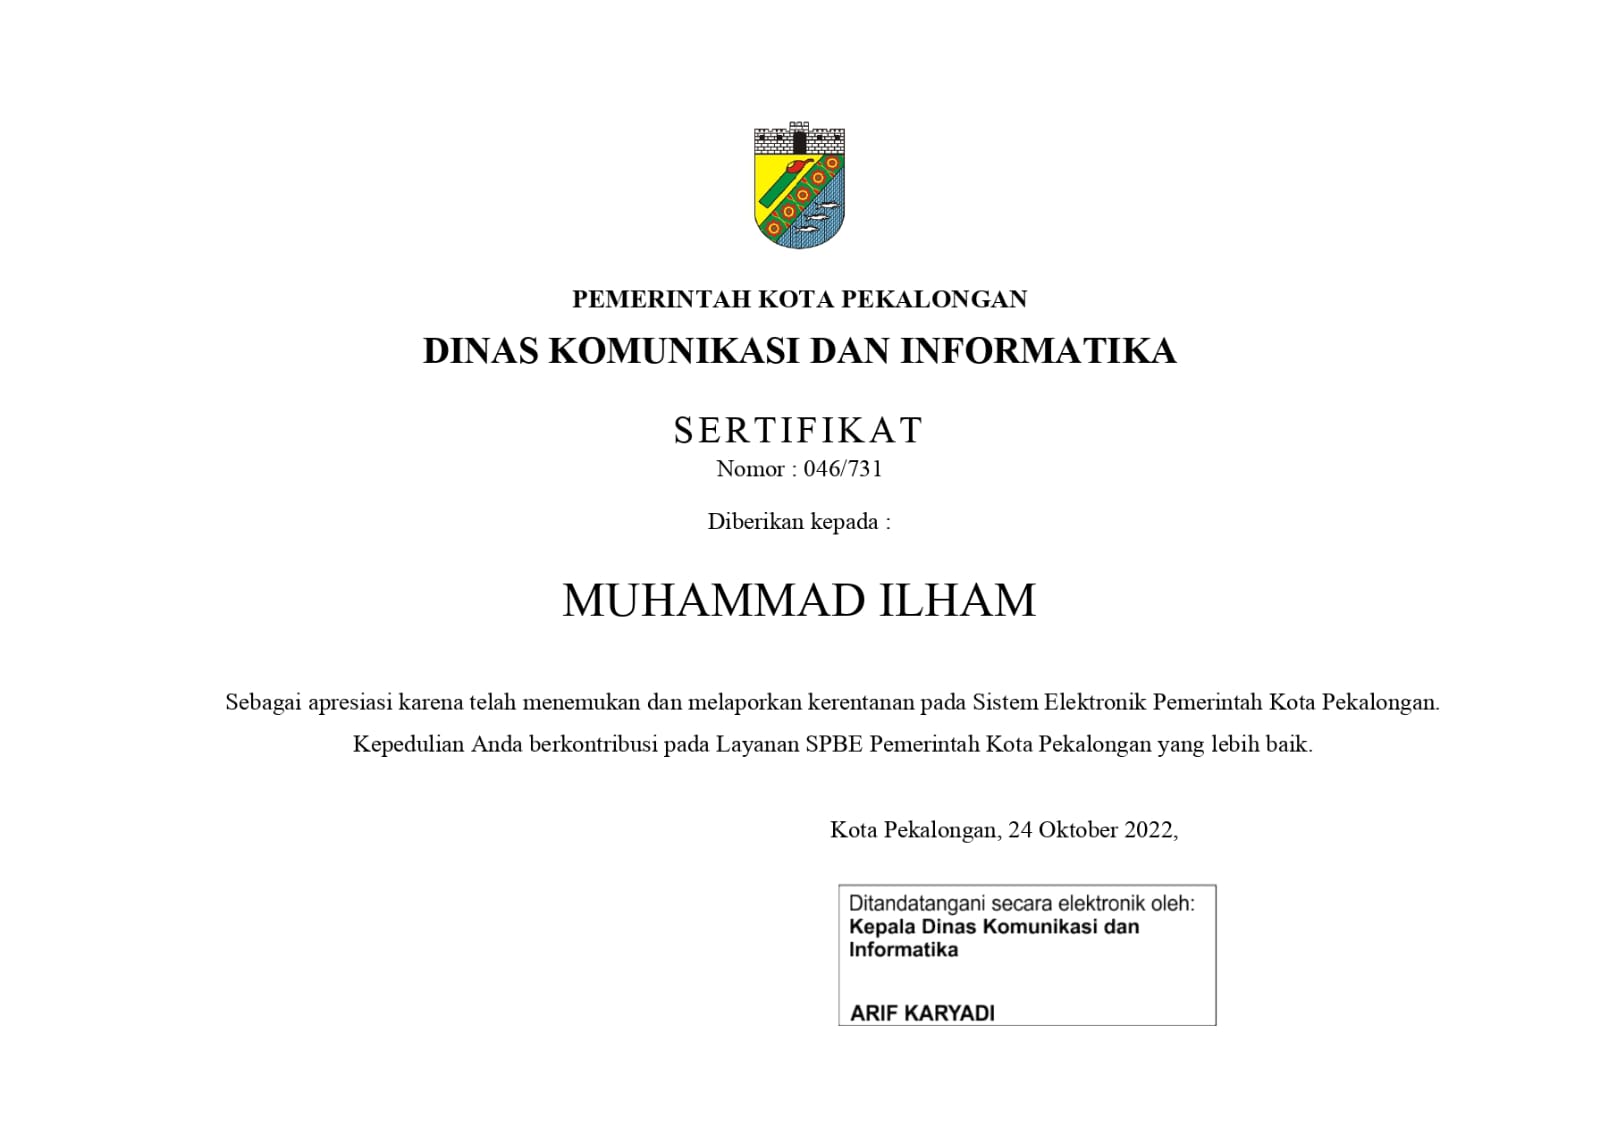 PEMERINTAH KOTA PEKALONGAN
DINAS KOMUNIKASI DAN INFORMATIKA
SERTIFIKAT
Nomor : 046/731
Diberikan kepada :
MUHAMMAD ILHAM
Sebagai apresiasi karena telah menemukan dan melaporkan kerentanan pada Sistem Elektronik Pemerintah Kota Pekalongan.
Kepedulian Anda berkontribusi pada Layanan SPBE Pemerintah Kota Pekalongan yang lebih baik.
Kota Pekalongan, 24 Oktober 2022,
Ditandatangani secara elektronik oleh:
Kepala Dinas Komunikasi dan
Informatika
ARIF KARYADI